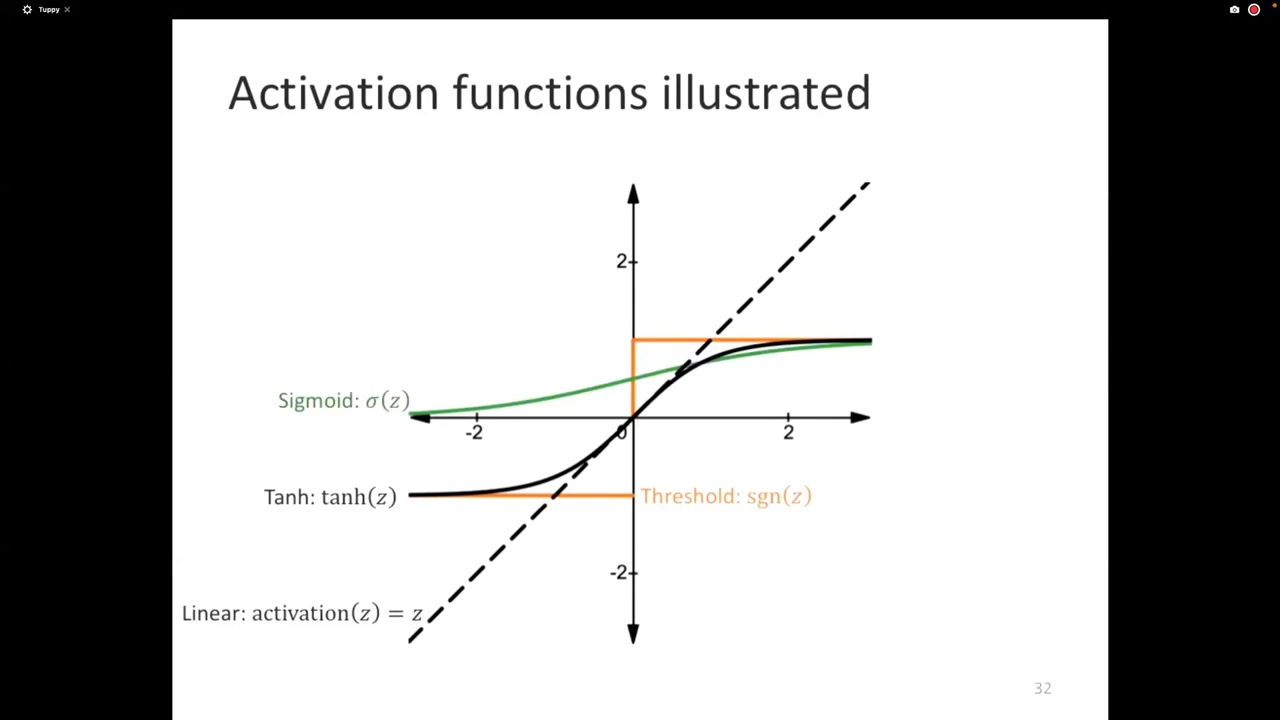 Tuppy
Activation functions illustrated
2
Sigmoid: σ(z)
-2
0
2
Tanh: tanh(z)
Threshold: sgn(z)
-2
Linear: activation(z) = z
32